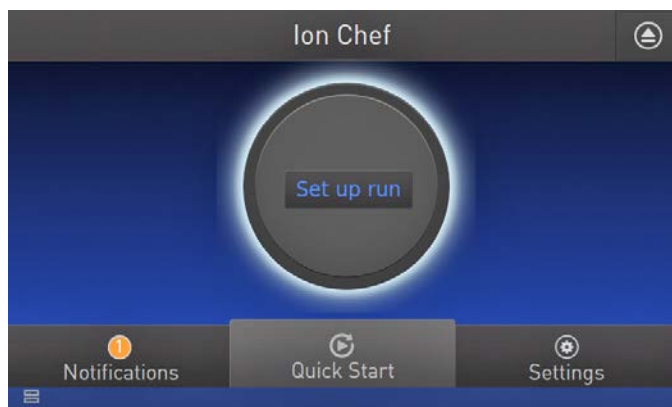 Ion Chef
Set up run
1
Notifications
Quick Start
Settings